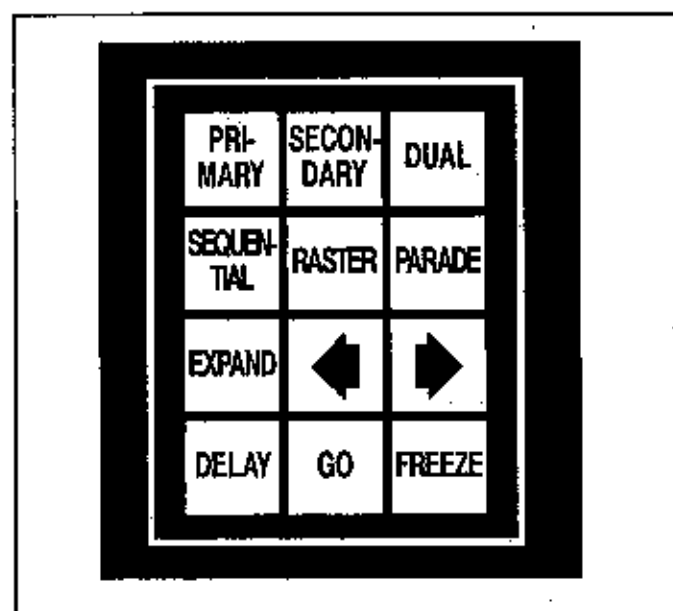 PRI-
MARY
SECON-
DARY
DUAL
SEQUEN-
TIAL
RASTER
PARADE
EXPAND
DELAY
GO
FREEZE